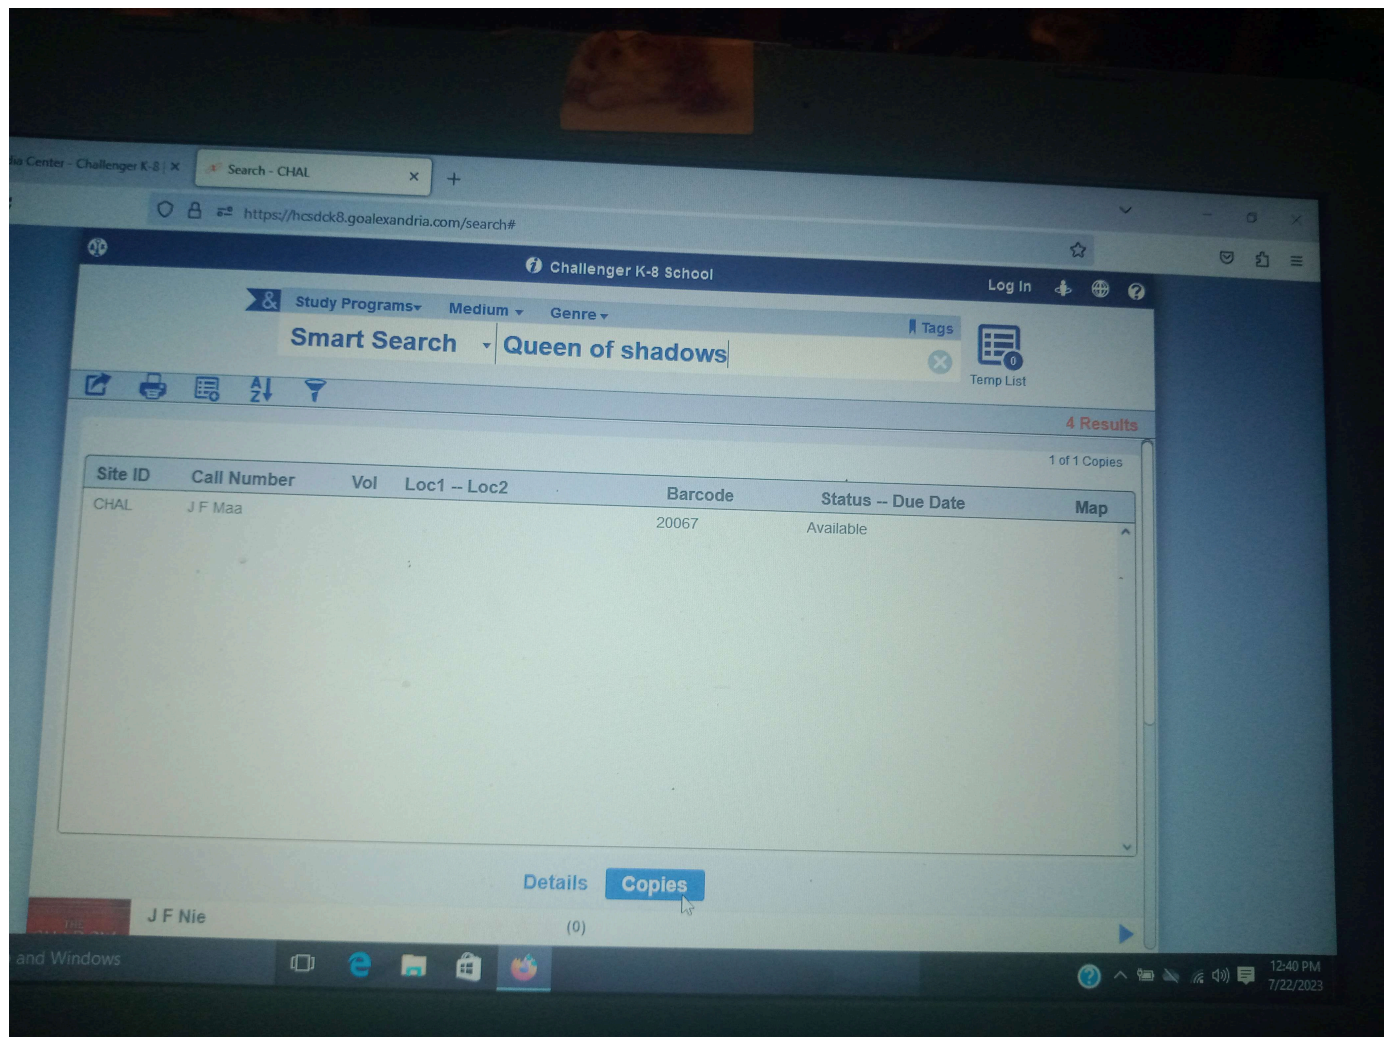 Center - Challenger K-8 | ×
Search - CHAL × +
https://hcsdck8.goalexandria.com/search#
Challenger K-8 School
Log In
& Study Programs Medium Genre
Tags
Smart Search Queen of shadows
0
Temp List
4 Results
1 of 1 Copies
Site ID Call Number Vol Loc1 -- Loc2 Barcode Status -- Due Date Map
CHAL J F Maa 20067 Available
Details Copies
THE
J F Nie (0)
and Windows
12:40 PM
7/22/2023